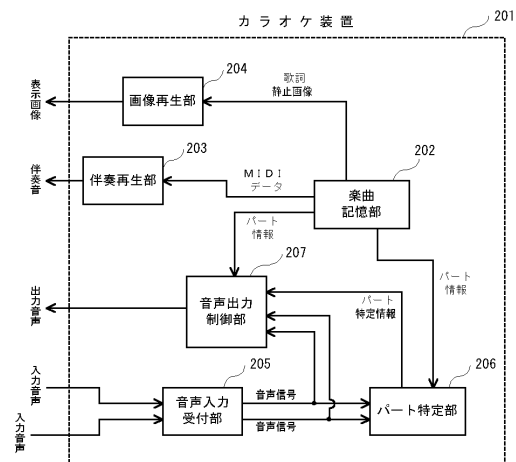 カラオケ装置
201
204
画像再生部
表示画像
歌詞
静止画像
203
伴奏再生部
伴奏音
MIDI
データ
202
楽曲
記憶部
パート
情報
207
音声出力
制御部
出力音声
パート
特定情報
パート
情報
205
音声入力
受付部
入力音声
入力音声
音声信号
音声信号
206
パート特定部